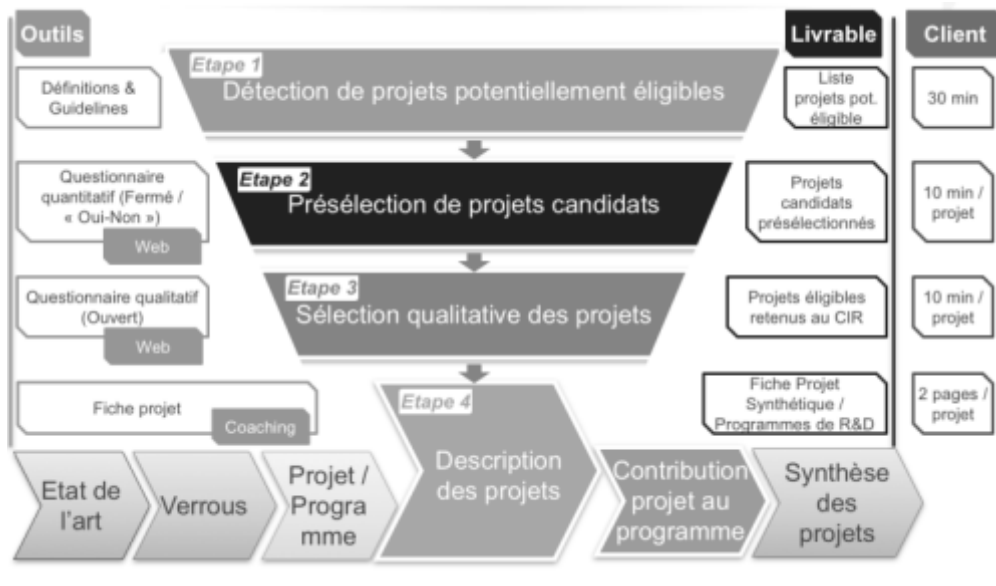 Outils
Livrable
Client
Etape 1
Détection de projets potentiellement éligibles
Définitions &
Guidelines
Liste
projets pot.
éligible
30 min
Etape 2
Présélection de projets candidats
Questionnaire
quantitatif (Fermé /
« Oui-Non »)
Web
Projets
candidats
présélectionnés
10 min /
projet
Etape 3
Sélection qualitative des projets
Questionnaire qualitatif
(Ouvert)
Web
Projets éligibles
retenus au CIR
10 min /
projet
Etape 4
Fiche projet
Coaching
Fiche Projet
Synthétique /
Programmes de R&D
2 pages /
projet
Etat de
l'art
Verrous
Projet /
Progra
mme
Description
des projets
Contribution
projet au
programme
Synthèse
des
projets